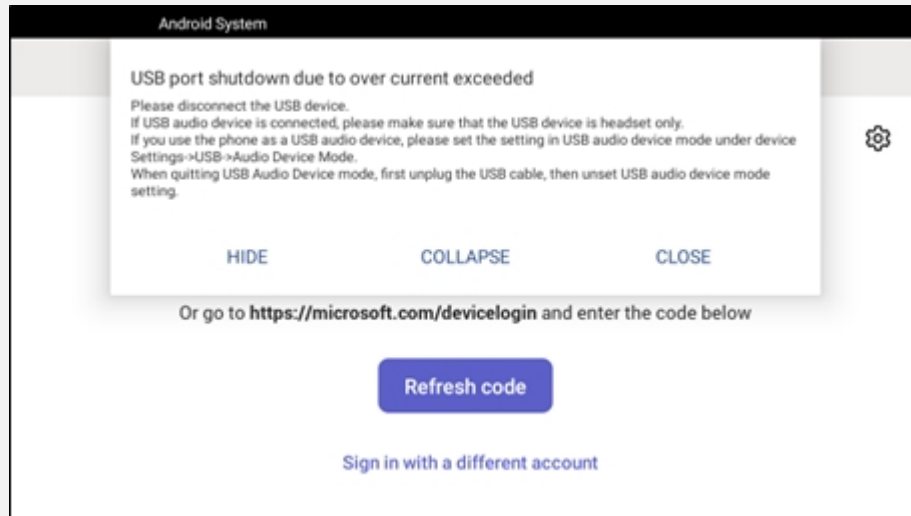 Android System
USB port shutdown due to over current exceeded
Please disconnect the USB device.
If USB audio device is connected, please make sure that the USB device is headset only.
If you use the phone as a USB audio device, please set the setting in USB audio device mode under device
Settings->USB->Audio Device Mode.
When quitting USB Audio Device mode, first unplug the USB cable, then unset USB audio device mode
setting.
HIDE COLLAPSE CLOSE
Or go to https://microsoft.com/devicelogin and enter the code below
Refresh code
Sign in with a different account